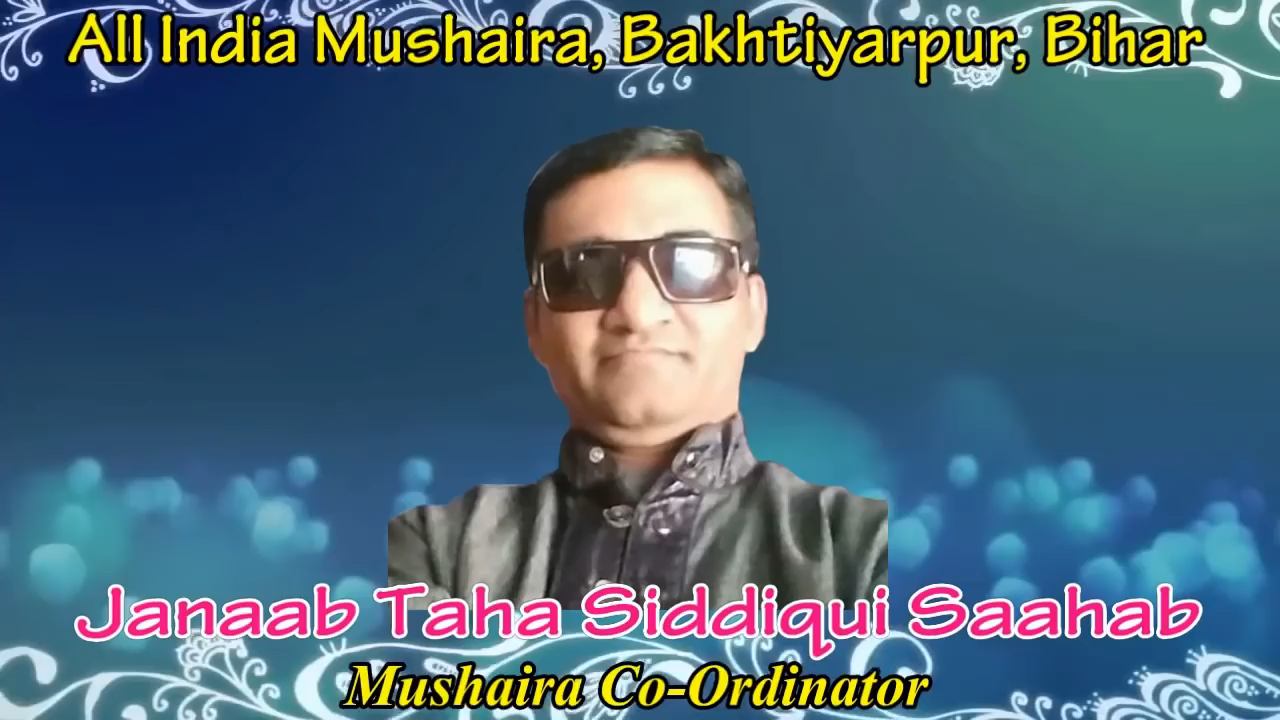 All India Mushaira, Bakhtiyarpur, Bihar
Janaab Taha Siddiqui Saahab
Mushaira Co-Ordinator